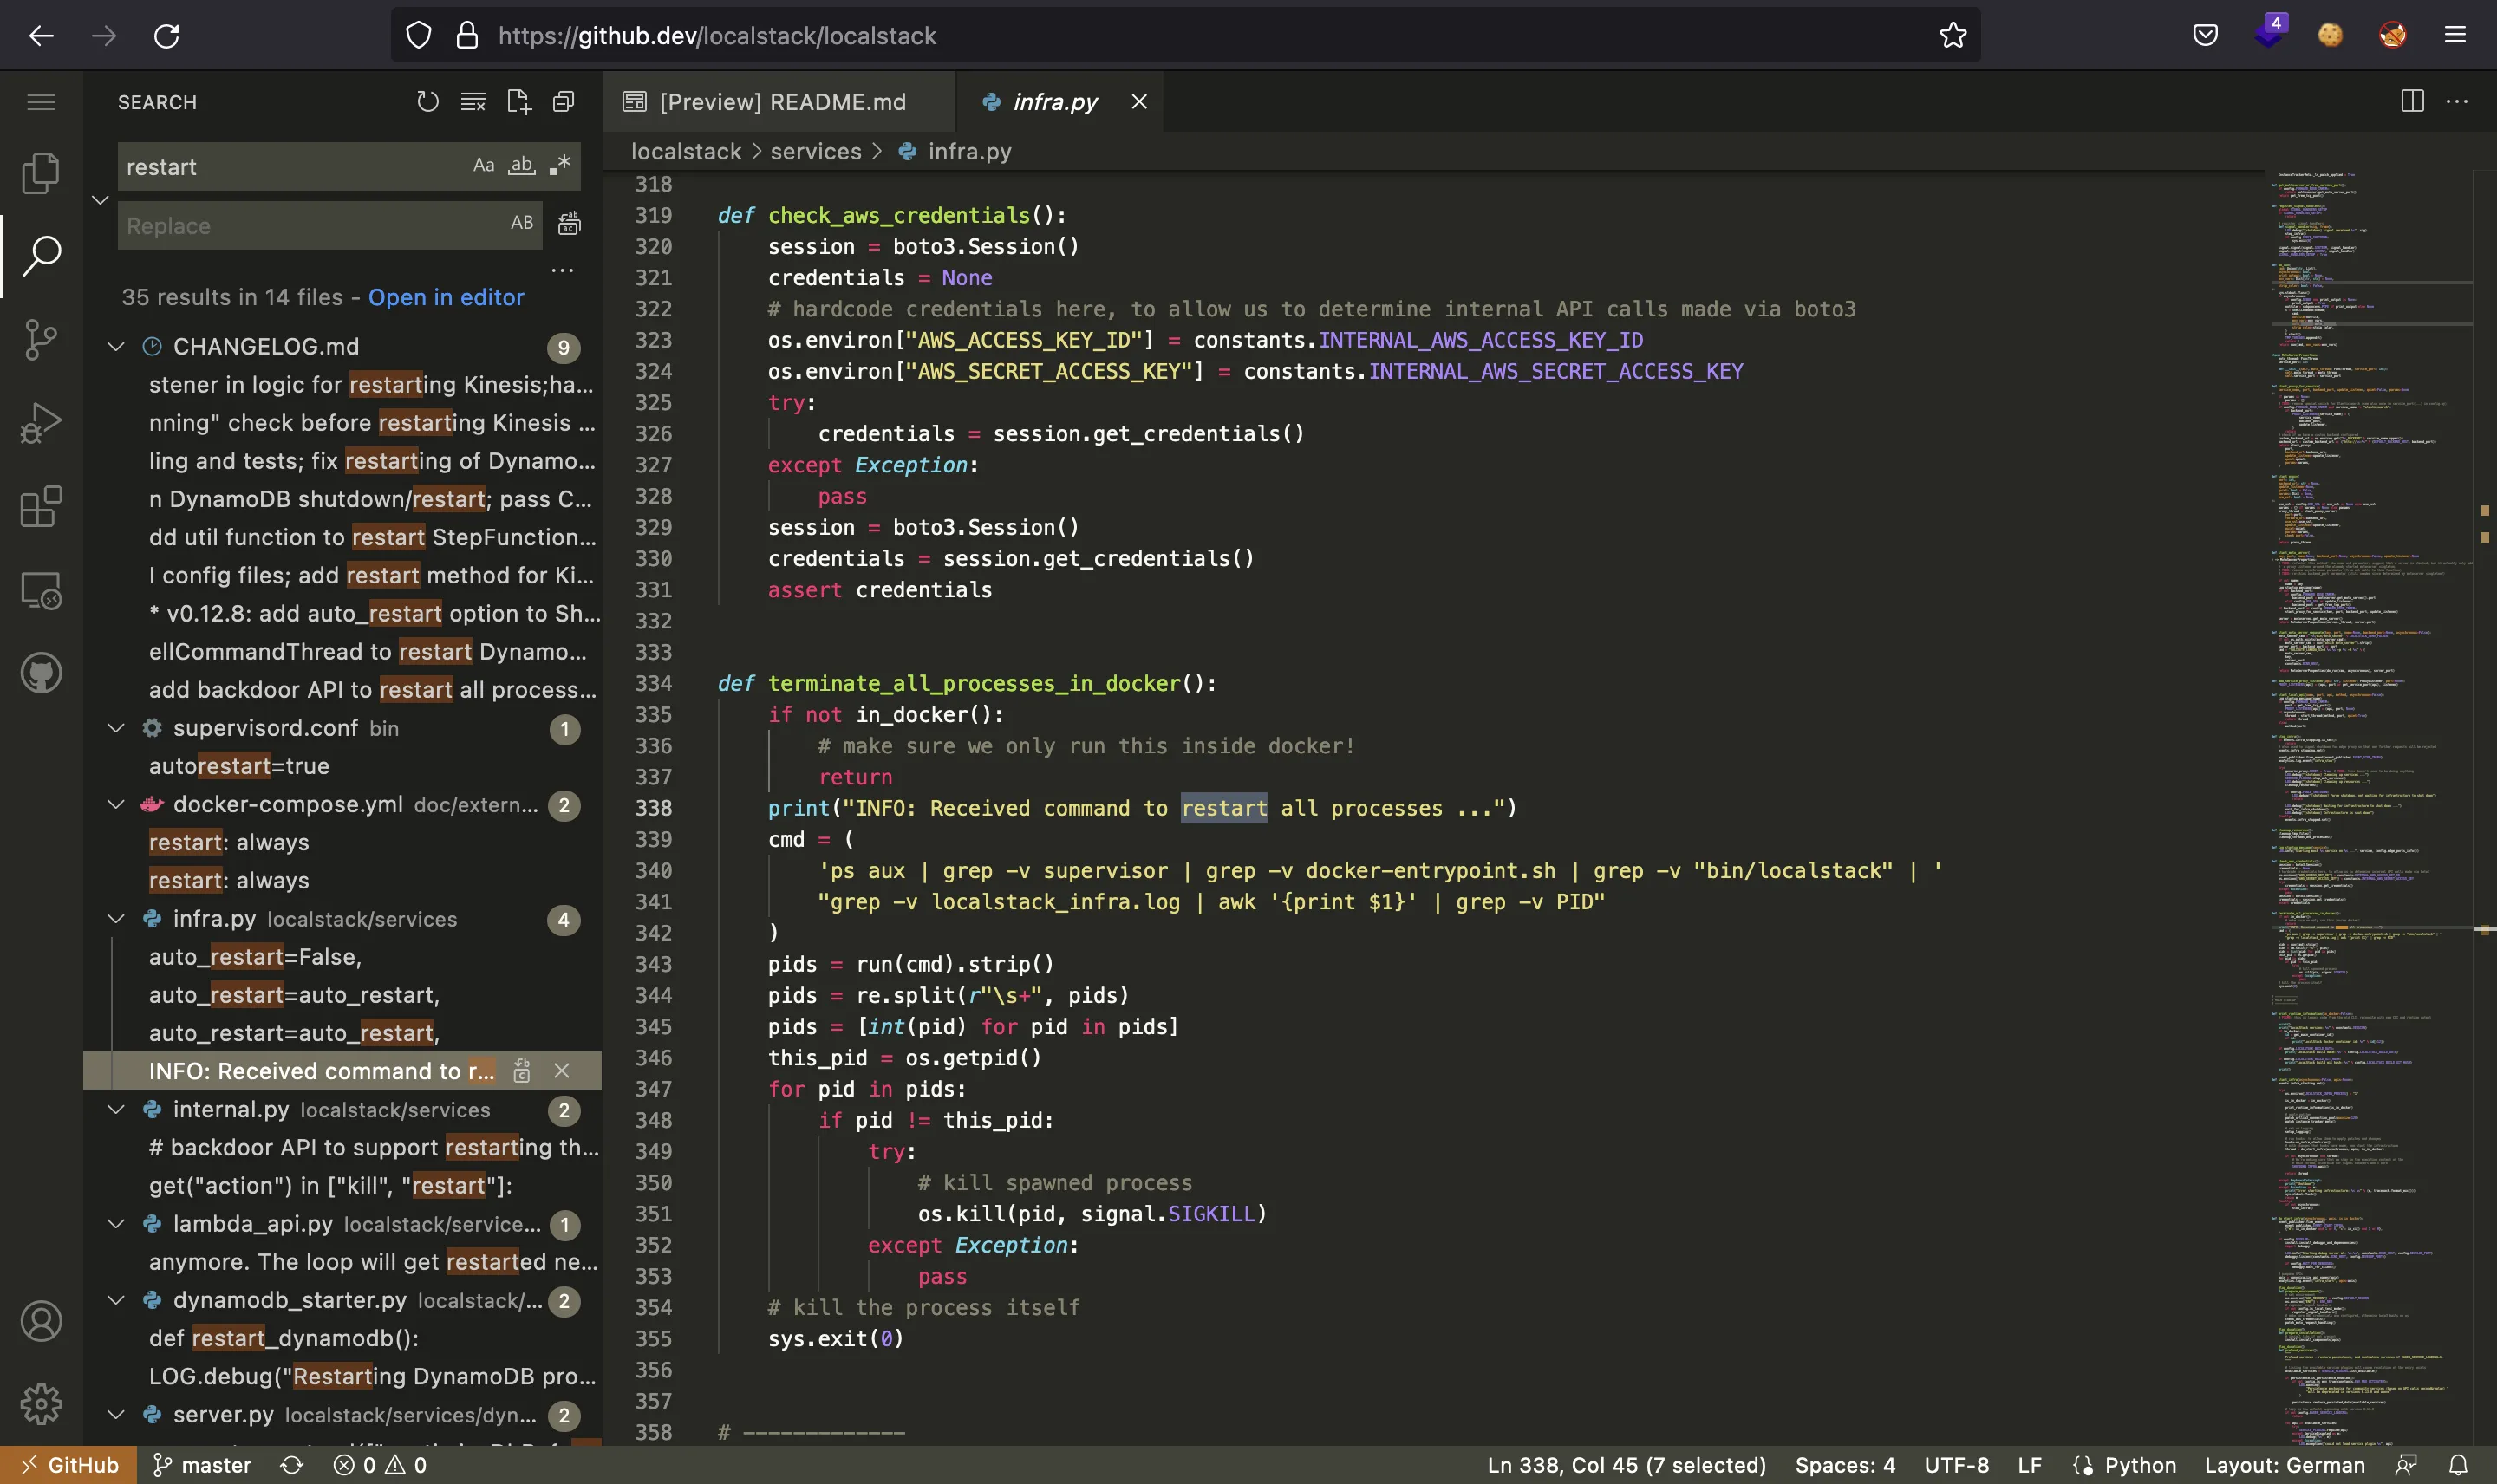 https://github.dev/localstack/localstack
4
SEARCH
restart
Aa ab .*
Replace
AB
...
35 results in 14 files - Open in editor
CHANGELOG.md 9
stener in logic for restarting Kinesis;ha...
nning" check before restarting Kinesis ...
ling and tests; fix restarting of Dynamo...
n DynamoDB shutdown/restart; pass C...
dd util function to restart StepFunction...
l config files; add restart method for Ki...
* v0.12.8: add auto_restart option to Sh...
ellCommandThread to restart Dynamo...
add backdoor API to restart all process...
supervisord.conf bin 1
autorestart=true
docker-compose.yml doc/extern... 2
restart: always
restart: always
infra.py localstack/services 4
auto_restart=False,
auto_restart=auto_restart,
auto_restart=auto_restart,
INFO: Received command to r...
internal.py localstack/services 2
# backdoor API to support restarting th...
get("action") in ["kill", "restart"]:
lambda_api.py localstack/service... 1
anymore. The loop will get restarted ne...
dynamodb_starter.py localstack/... 2
def restart_dynamodb():
LOG.debug("Restarting DynamoDB pro...
server.py localstack/services/dyn... 2
[Preview] README.md
infra.py
localstack > services > infra.py
318
319 def check_aws_credentials():
320 session = boto3.Session()
321 credentials = None
322 # hardcode credentials here, to allow us to determine internal API calls made via boto3
323 os.environ["AWS_ACCESS_KEY_ID"] = constants.INTERNAL_AWS_ACCESS_KEY_ID
324 os.environ["AWS_SECRET_ACCESS_KEY"] = constants.INTERNAL_AWS_SECRET_ACCESS_KEY
325 try:
326 credentials = session.get_credentials()
327 except Exception:
328 pass
329 session = boto3.Session()
330 credentials = session.get_credentials()
331 assert credentials
332
333
334 def terminate_all_processes_in_docker():
335 if not in_docker():
336 # make sure we only run this inside docker!
337 return
338 print("INFO: Received command to restart all processes ...")
339 cmd = (
340 'ps aux | grep -v supervisor | grep -v docker-entrypoint.sh | grep -v "bin/localstack" | '
341 "grep -v localstack_infra.log | awk '{print $1}' | grep -v PID"
342 )
343 pids = run(cmd).strip()
344 pids = re.split(r"\s+", pids)
345 pids = [int(pid) for pid in pids]
346 this_pid = os.getpid()
347 for pid in pids:
348 if pid != this_pid:
349 try:
350 # kill spawned process
351 os.kill(pid, signal.SIGKILL)
352 except Exception:
353 pass
354 # kill the process itself
355 sys.exit(0)
356
357
358 # -------------
GitHub master 0 0
Ln 338, Col 45 (7 selected) Spaces: 4 UTF-8 LF Python Layout: German